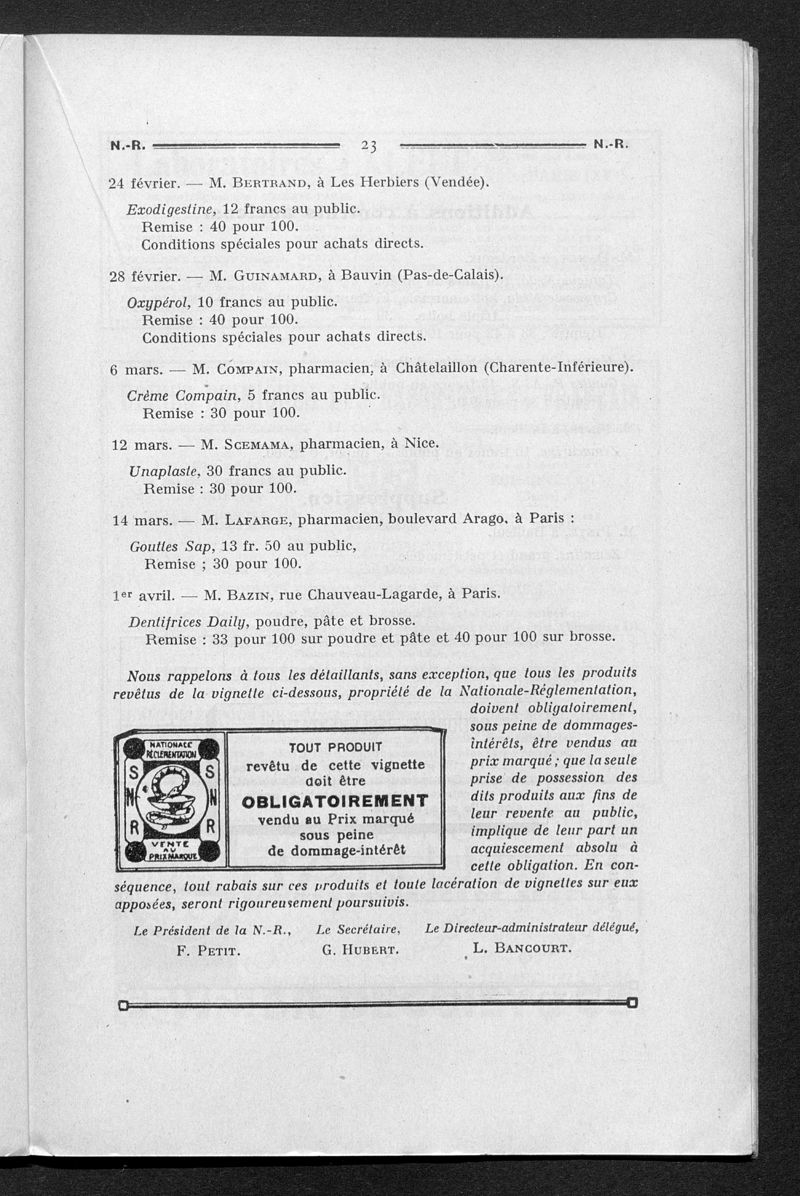 N.-R. 23 N.-R.
24 février. — M. BERTRAND, à Les Herbiers (Vendée).
Exodigestine, 12 francs au public.
Remise : 40 pour 100.
Conditions spéciales pour achats directs.
28 février. — M. GUINAMARD, à Bauvin (Pas-de-Calais).
Oxypérol, 10 francs au public.
Remise : 40 pour 100.
Conditions spéciales pour achats directs.
6 mars. — M. COMPAIN, pharmacien, à Châtelaillon (Charente-Inférieure).
Crème Compain, 5 francs au public.
Remise : 30 pour 100.
12 mars. — M. SCEMAMA, pharmacien, à Nice.
Unaplaste, 30 francs au public.
Remise : 30 pour 100.
14 mars. — M. LAFARGE, pharmacien, boulevard Arago, à Paris :
Gouttes Sap, 13 fr. 50 au public,
Remise ; 30 pour 100.
1er avril. — M. BAZIN, rue Chauveau-Lagarde, à Paris.
Dentifrices Daily, poudre, pâte et brosse.
Remise : 33 pour 100 sur poudre et pâte et 40 pour 100 sur brosse.
Nous rappelons à tous les détaillants, sans exception, que tous les produits
revêtus de la vignette ci-dessous, propriété de la Nationale-Réglementation,
doivent obligatoirement,
sous peine de dommages-
intérêts, être vendus au
prix marqué ; que la seule
prise de possession des
dits produits aux fins de
leur revente au public,
implique de leur part un
acquiescement absolu à
cette obligation. En con-
séquence, tout rabais sur ces produits et toute lacération de vignettes sur eux
apposées, seront rigoureusement poursuivis.
NATIONALE
RÉGLEMENTATION
S S
N N
R R
VENTE
AU
PRIX MARQUÉ
TOUT PRODUIT
revêtu de cette vignette
doit être
OBLIGATOIREMENT
vendu au Prix marqué
sous peine
de dommage-intérêt
Le Président de la N.-R., Le Secrétaire, Le Directeur-administrateur délégué,
F. PETIT. G. HUBERT. L. BANCOURT.